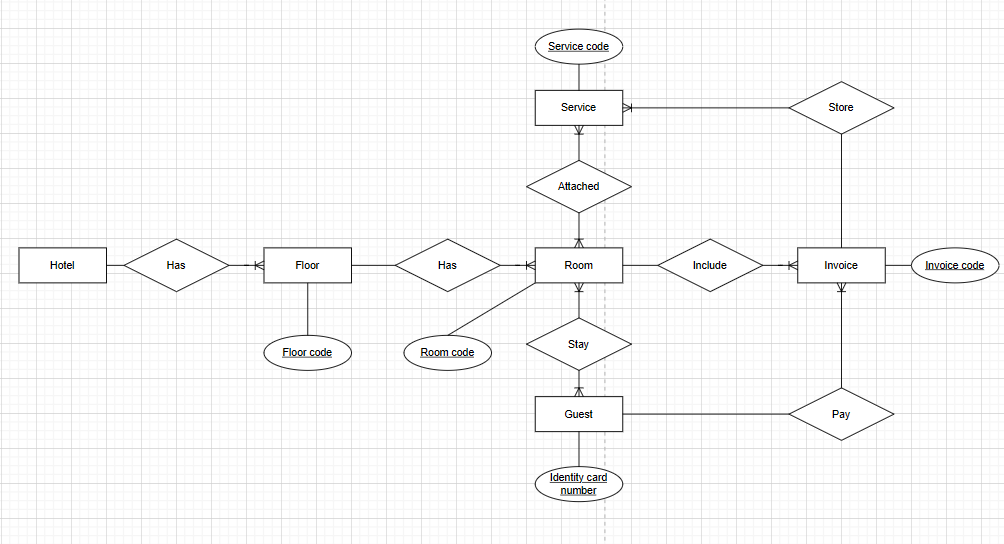 Service code
Service
Store
Attached
Hotel
Has
Floor
Has
Room
Include
Invoice
Invoice code
Floor code
Room code
Stay
Guest
Pay
Identity card
number